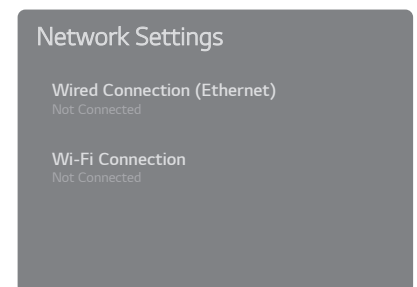 Network Settings
Wired Connection (Ethernet)
Not Connected
Wi-Fi Connection
Not Connected